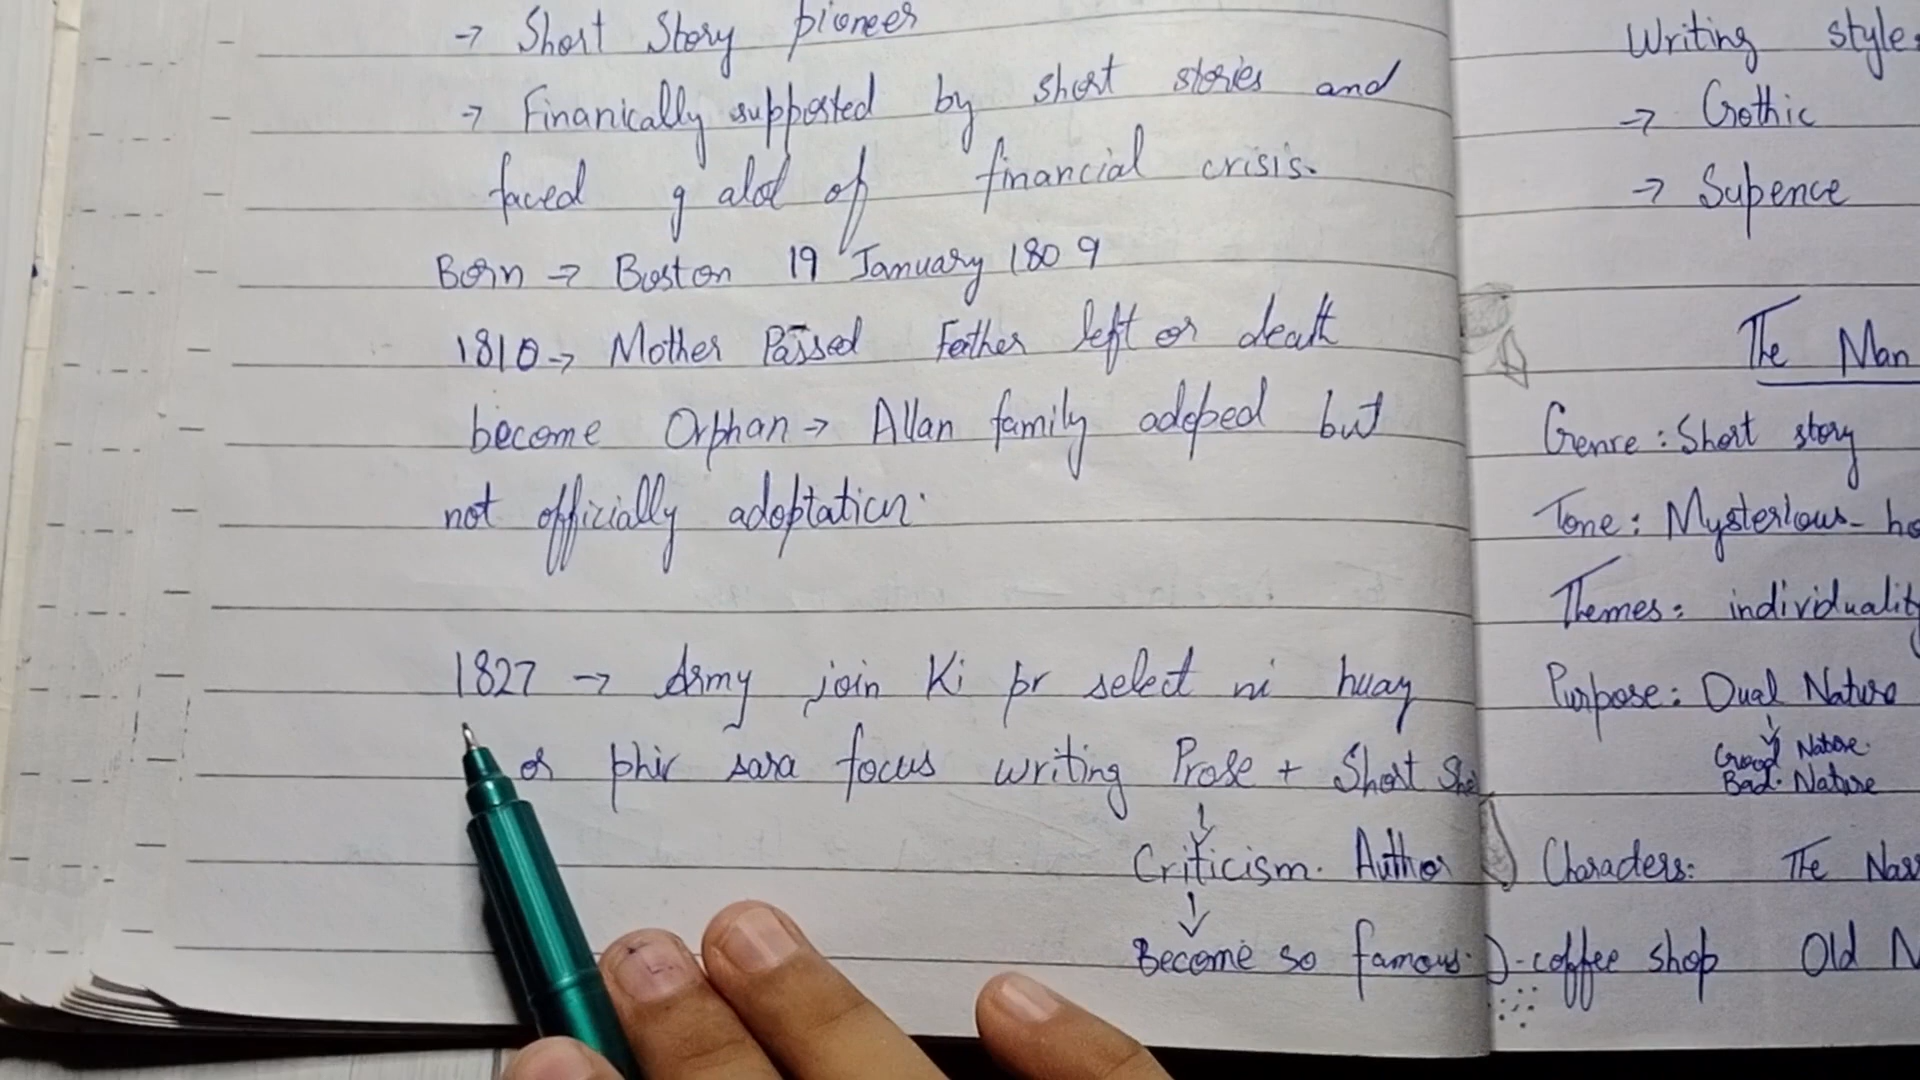 → Short Story pioneer
→ Finanically supported by short stories and
faced g alot of financial crisis.
Born → Boston 19 January 1809
1810 → Mother Passed Father left or death
become Orphan → Allan family adopted but
not officially adoptation.
1827 → Army join Ki pr select ni huay
or phir sara focus writing Prose + Short
↓
Criticism. Author
↓
Become so famous.
Writing style:
→ Gothic
→ Supence
The Man
Genre : Short story
Tone : Mysterious-
Themes : individuality
Purpose : Dual Nature
↓
Good Nature.
Bad. Nature
Characters: The
D-coffee shop Old